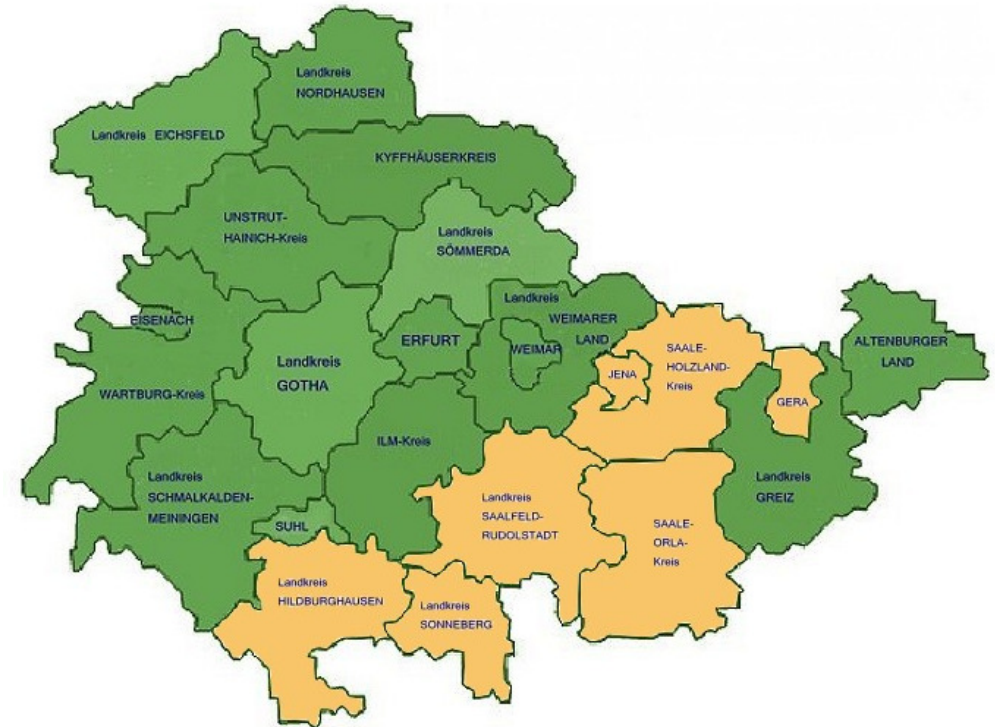 Landkreis
NORDHAUSEN
Landkreis EICHSFELD
KYFFHÄUSERKREIS
UNSTRUT-
HAINICH-Kreis
Landkreis
SÖMMERDA
Landkreis
WEIMARER
LAND
EISENACH
ERFURT
WEIMAR
Landkreis
GOTHA
SAALE-
HOLZLAND-
Kreis
JENA
GERA
ALTENBURGER
LAND
WARTBURG-Kreis
ILM-Kreis
Landkreis
SCHMALKALDEN-
MEININGEN
SUHL
Landkreis
SAALFELD-
RUDOLSTADT
SAALE-
ORLA-
Kreis
Landkreis
GREIZ
Landkreis
HILDBURGHAUSEN
Landkreis
SONNEBERG